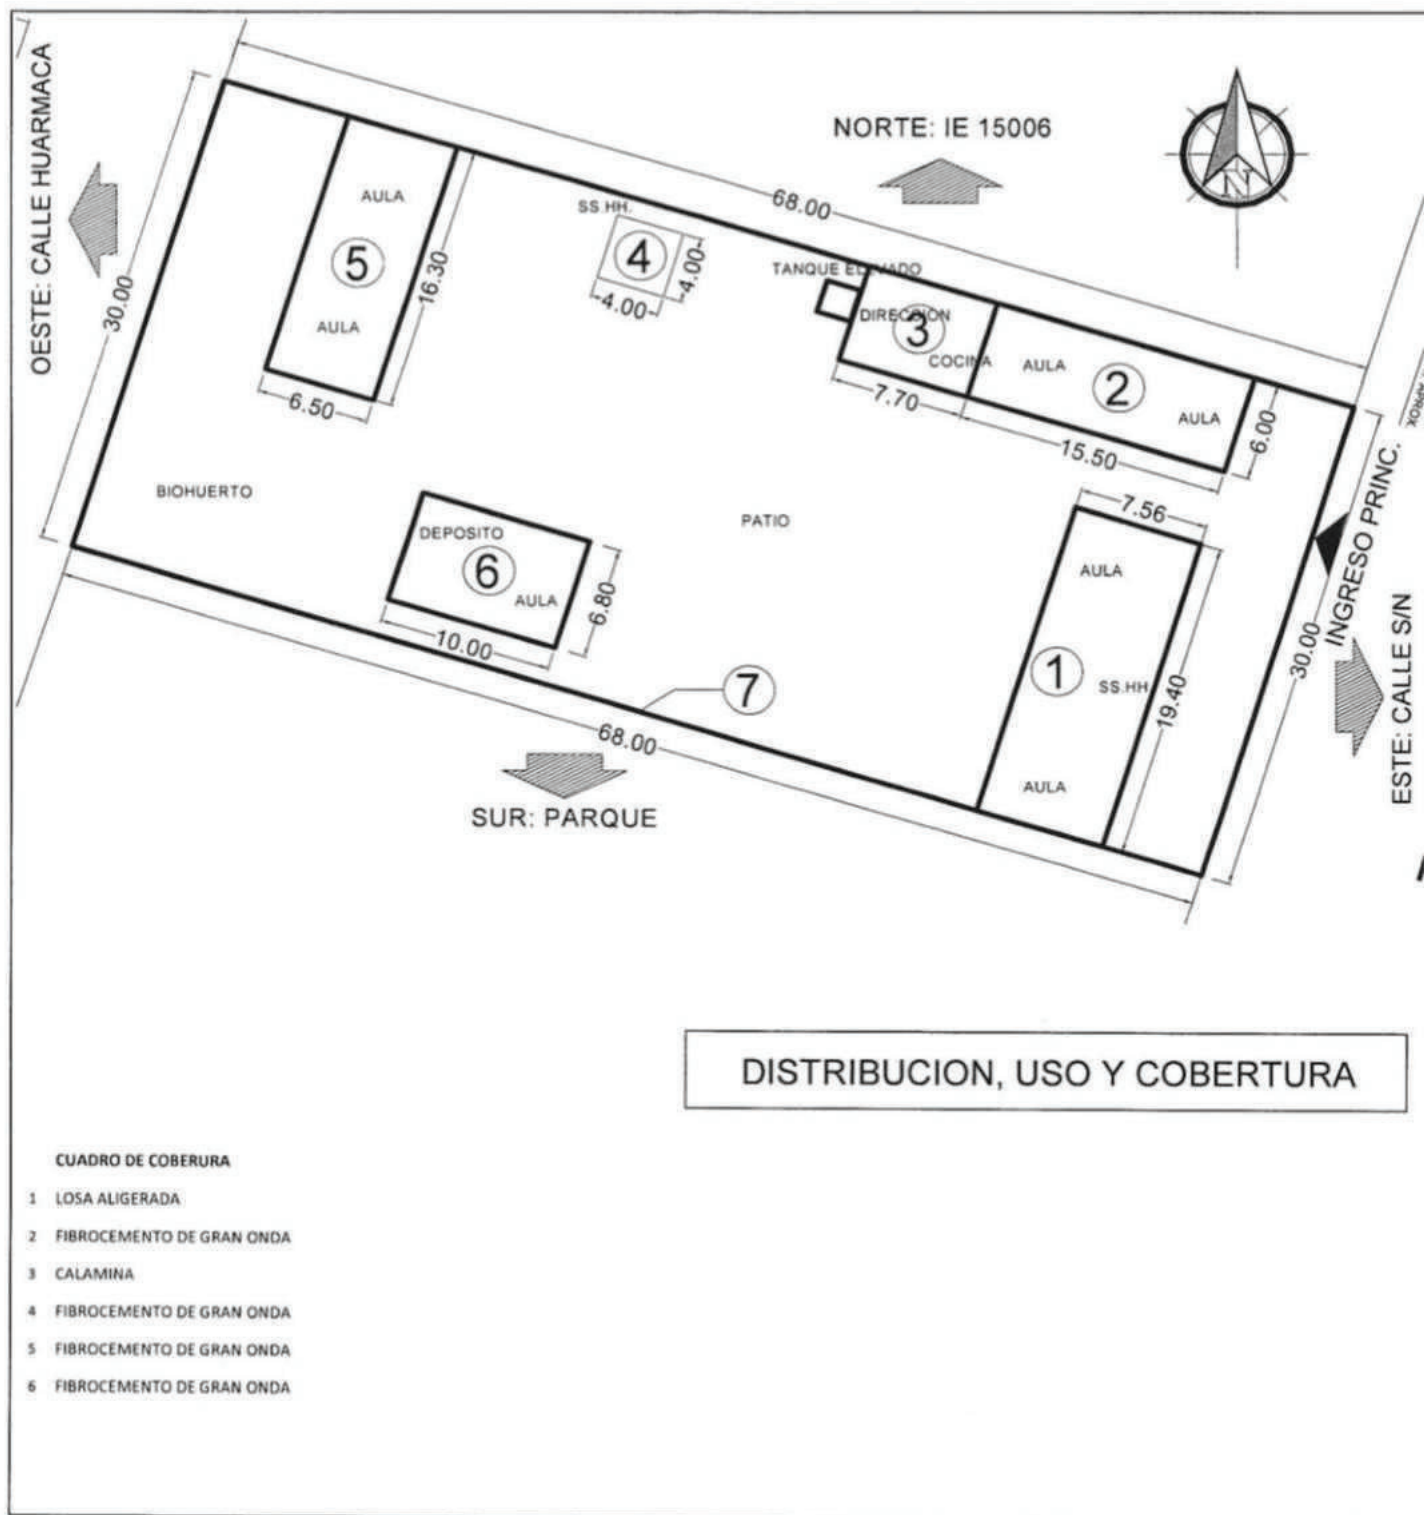 OESTE: CALLE HUARMACA
NORTE: IE 15006
N
68.00
30.00
AULA
5
AULA
16.30
6.50
SS.HH.
4
4.00
4.00
TANQUE ELEVADO
DIRECCION
3
COCINA
7.70
AULA
2
AULA
15.50
6.00
APROX.
INGRESO PRINC.
BIOHUERTO
DEPOSITO
6
AULA
6.80
10.00
PATIO
7.56
AULA
1
SS.HH
19.40
AULA
30.00
ESTE: CALLE S/N
7
68.00
SUR: PARQUE
DISTRIBUCION, USO Y COBERTURA
CUADRO DE COBERURA
1 LOSA ALIGERADA
2 FIBROCEMENTO DE GRAN ONDA
3 CALAMINA
4 FIBROCEMENTO DE GRAN ONDA
5 FIBROCEMENTO DE GRAN ONDA
6 FIBROCEMENTO DE GRAN ONDA